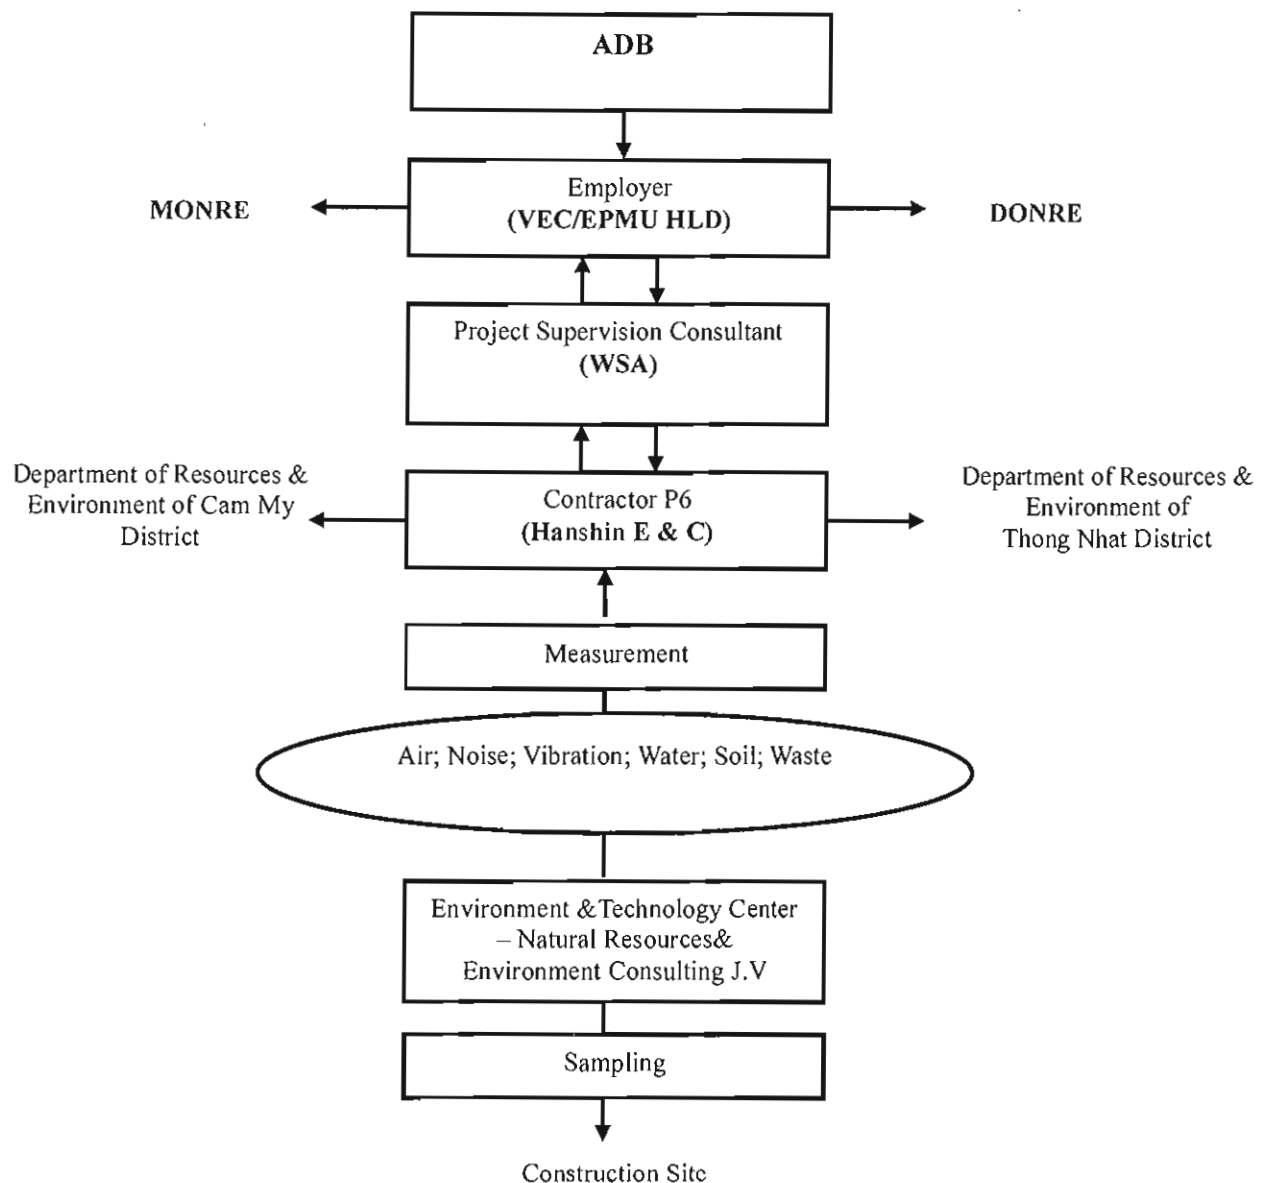 ADB
Employer
(VEC/EPMU HLD)
MONRE
DONRE
Project Supervision Consultant
(WSA)
Department of Resources &
Environment of Cam My
District
Contractor P6
(Hanshin E & C)
Department of Resources &
Environment of
Thong Nhat District
Measurement
Air; Noise; Vibration; Water; Soil; Waste
Environment &Technology Center
– Natural Resources&
Environment Consulting J.V
Sampling
Construction Site